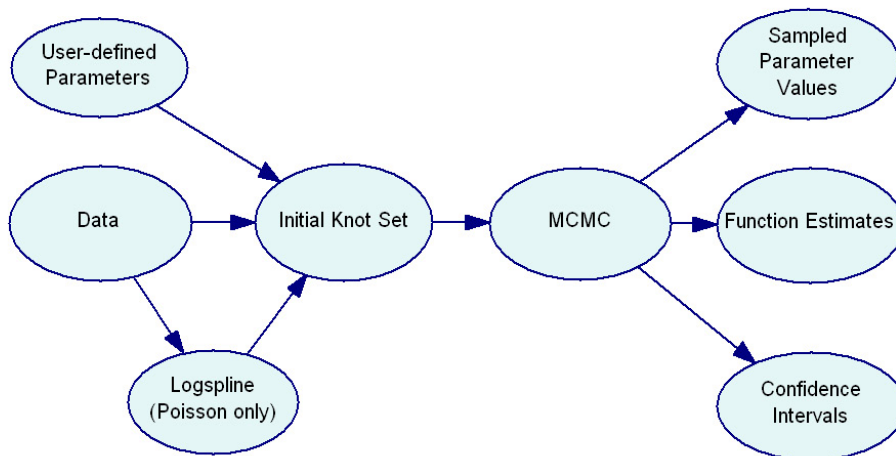 User-defined
Parameters
Data
Logspline
(Poisson only)
Initial Knot Set
MCMC
Sampled
Parameter
Values
Function Estimates
Confidence
Intervals